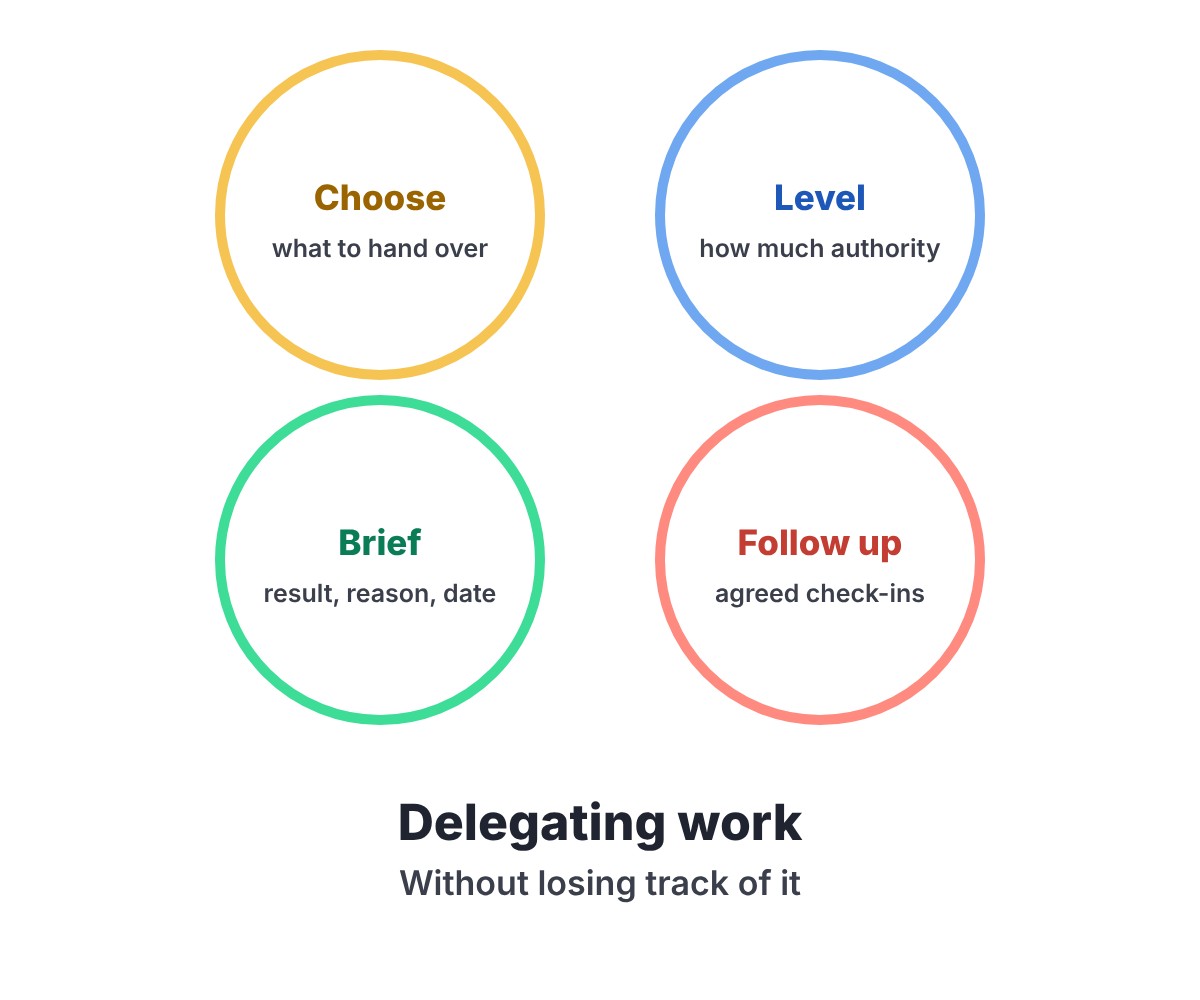 Choose
what to hand over
Level
how much authority
Brief
result, reason, date
Follow up
agreed check-ins
Delegating work
Without losing track of it